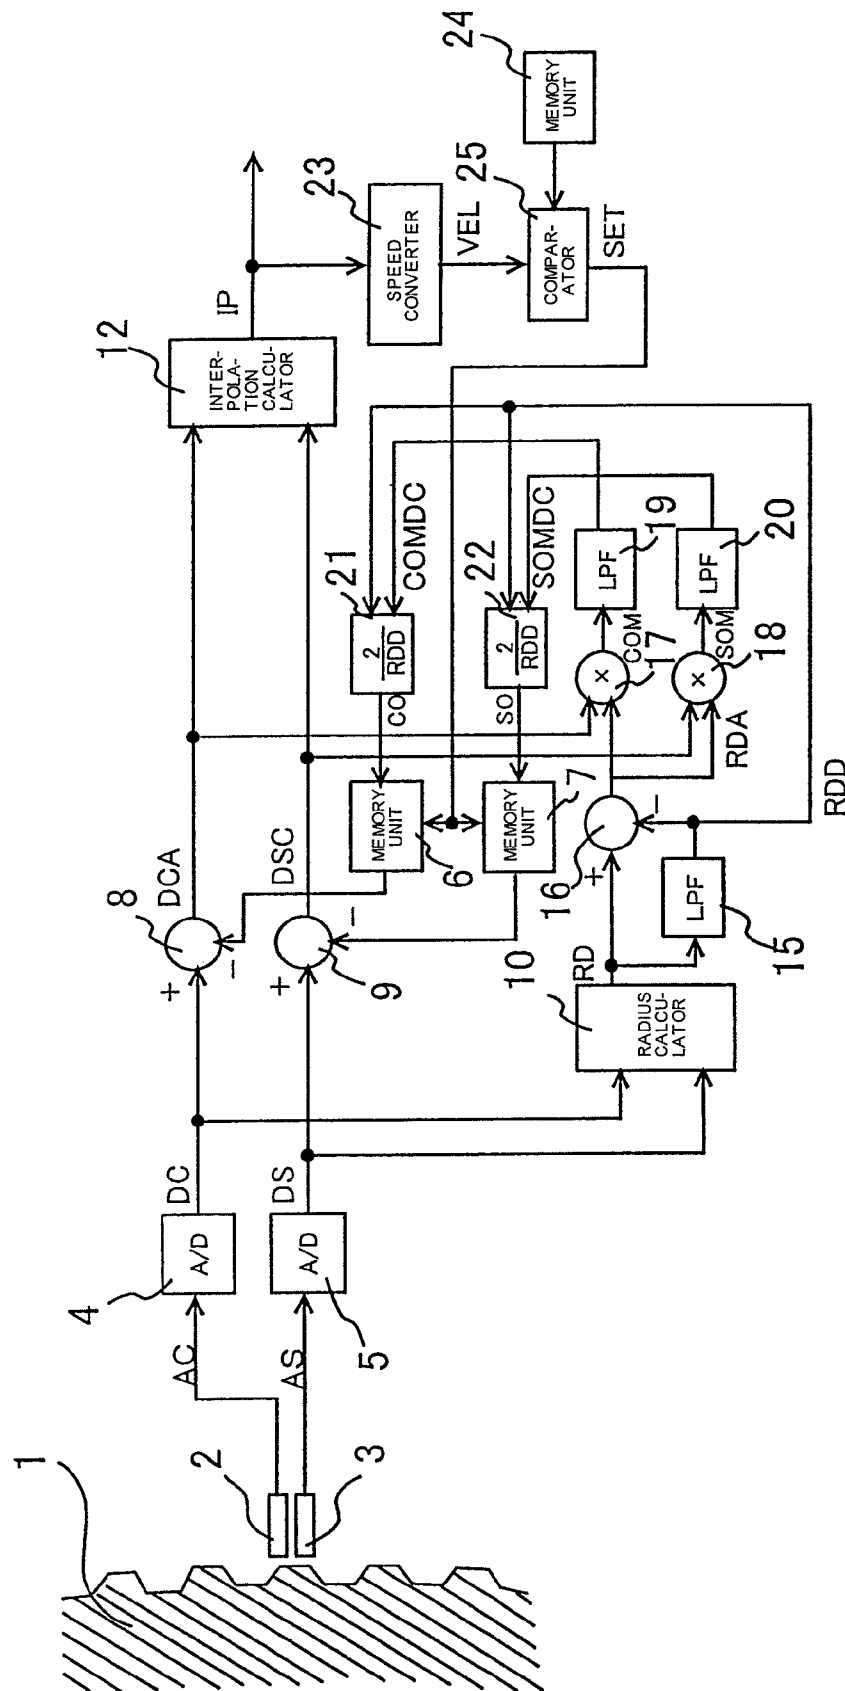 1
2
3
AC
AS
4
A/D
5
A/D
DC
DS
8
+
−
DCA
9
+
−
DSC
10
RADIUS
CALCU-
LATOR
RD
15
LPF
16
+
−
RDA
RDD
6
MEMORY
UNIT
7
MEMORY
UNIT
CO
SO
21
2
RDD
22
2
RDD
COMDC
SOMDC
17
×
COM
18
×
SOM
19
LPF
20
LPF
12
INTER-
POLA-
TION
CALCU-
LATOR
IP
23
SPEED
CONVERTER
VEL
25
COMPAR-
ATOR
SET
24
MEMORY
UNIT